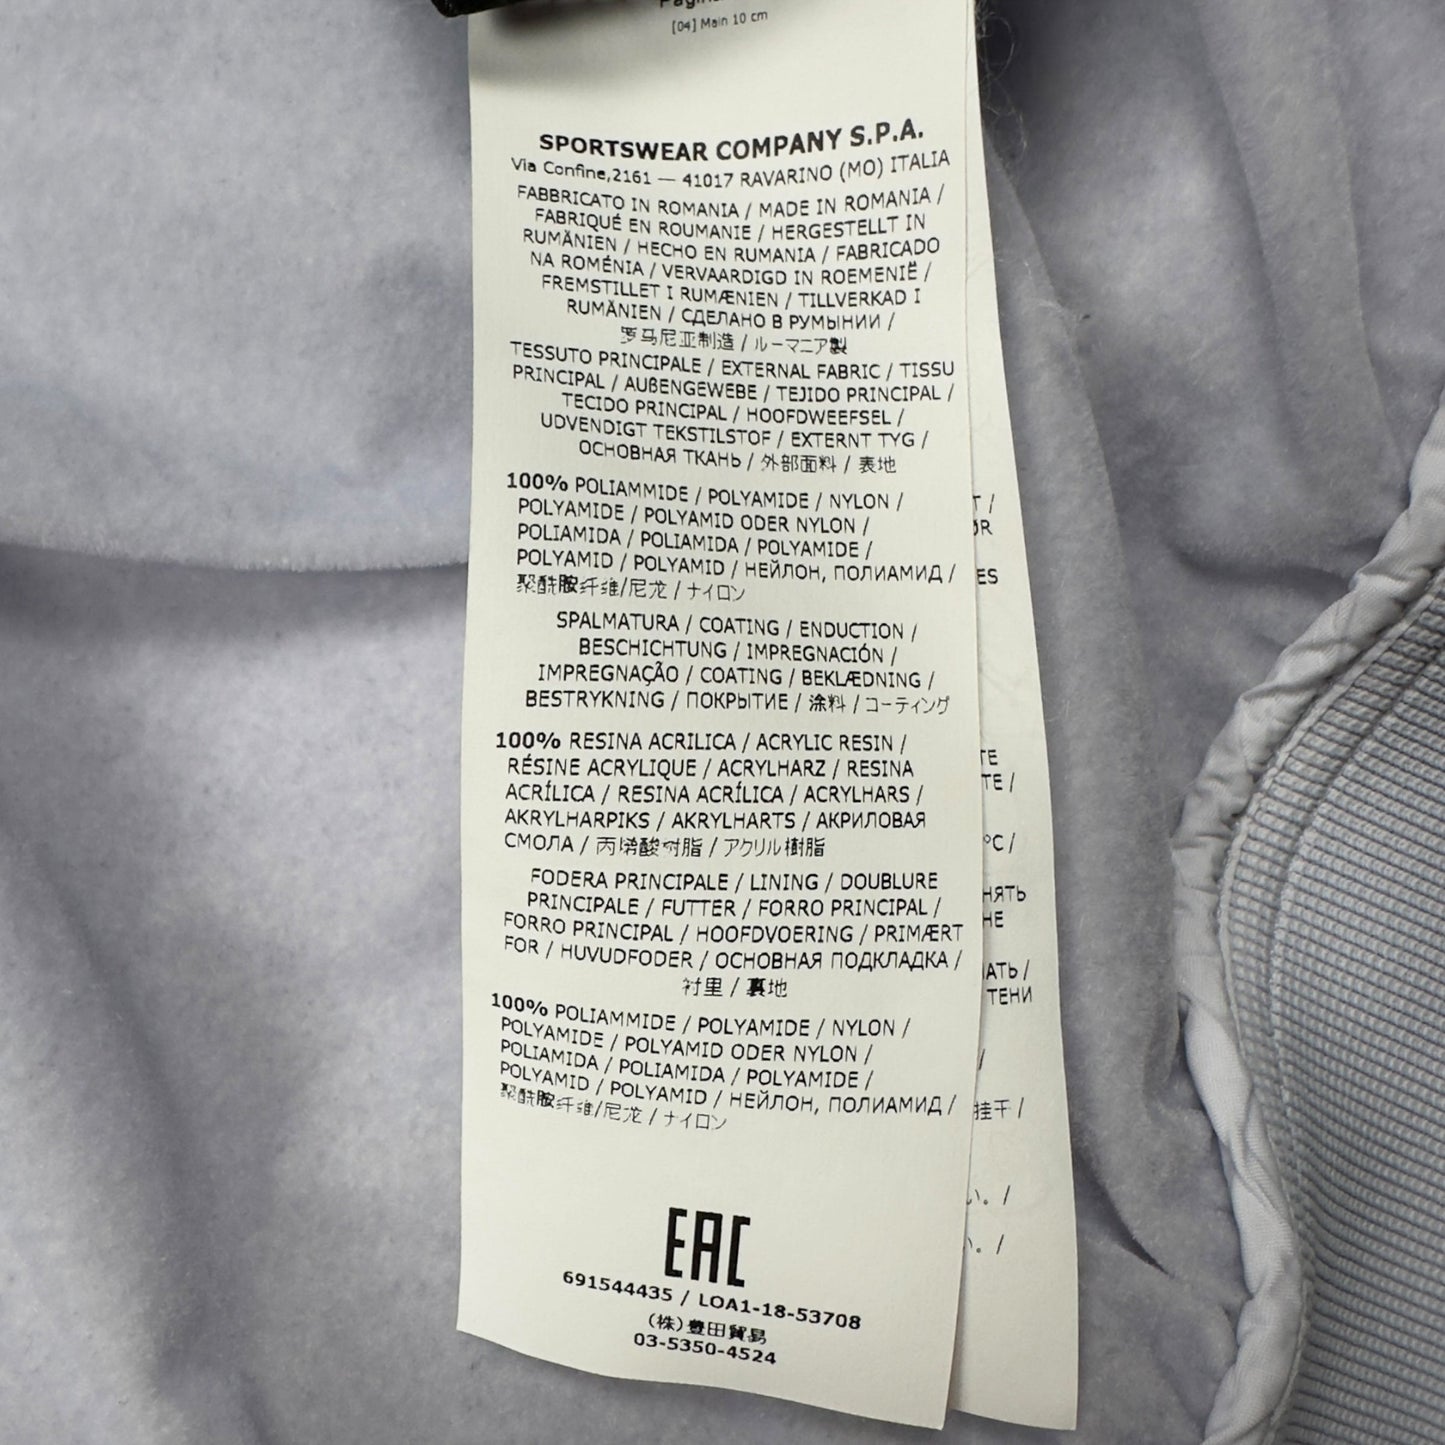 [04] Main 10 cm
SPORTSWEAR COMPANY S.P.A.
Via Confine,2161 — 41017 RAVARINO (MO) ITALIA
FABBRICATO IN ROMANIA / MADE IN ROMANIA /
FABRIQUÉ EN ROUMANIE / HERGESTELLT IN
RUMÄNIEN / HECHO EN RUMANIA / FABRICADO
NA ROMÉNIA / VERVAARDIGD IN ROEMENIË /
FREMSTILLET I RUMÆNIEN / TILLVERKAD I
RUMÄNIEN / СДЕЛАНО В РУМЫНИИ /
罗马尼亚制造 / ルーマニア製
TESSUTO PRINCIPALE / EXTERNAL FABRIC / TISSU
PRINCIPAL / AUßENGEWEBE / TEJIDO PRINCIPAL /
TECIDO PRINCIPAL / HOOFDWEEFSEL /
UDVENDIGT TEKSTILSTOF / EXTERNT TYG /
ОСНОВНАЯ ТКАНЬ / 外部面料 / 表地
100% POLIAMMIDE / POLYAMIDE / NYLON /
POLYAMIDE / POLYAMID ODER NYLON /
POLIAMIDA / POLIAMIDA / POLYAMIDE /
POLYAMID / POLYAMID / НЕЙЛОН, ПОЛИАМИД /
聚酰胺纤维/尼龙 / ナイロン
SPALMATURA / COATING / ENDUCTION /
BESCHICHTUNG / IMPREGNACIÓN /
IMPREGNAÇÃO / COATING / BEKLÆDNING /
BESTRYKNING / ПОКРЫТИЕ / 涂料 / コーティング
100% RESINA ACRILICA / ACRYLIC RESIN /
RÉSINE ACRYLIQUE / ACRYLHARZ / RESINA
ACRÍLICA / RESINA ACRÍLICA / ACRYLHARS /
AKRYLHARPIKS / AKRYLHARTS / АКРИЛОВАЯ
СМОЛА / 丙烯酸树脂 / アクリル樹脂
FODERA PRINCIPALE / LINING / DOUBLURE
PRINCIPALE / FUTTER / FORRO PRINCIPAL /
FORRO PRINCIPAL / HOOFDVOERING / PRIMÆRT
FOR / HUVUDFODER / ОСНОВНАЯ ПОДКЛАДКА /
衬里 / 裏地
100% POLIAMMIDE / POLYAMIDE / NYLON /
POLYAMIDE / POLYAMID ODER NYLON /
POLIAMIDA / POLIAMIDA / POLYAMIDE /
POLYAMID / POLYAMID / НЕЙЛОН, ПОЛИАМИД /
聚酰胺纤维/尼龙 / ナイロン
EAC
691544435 / LOA1-18-53708
(株)豊田貿易
03-5350-4524
°C /
НЕ
ТЕНИ
挂干 /
い。/